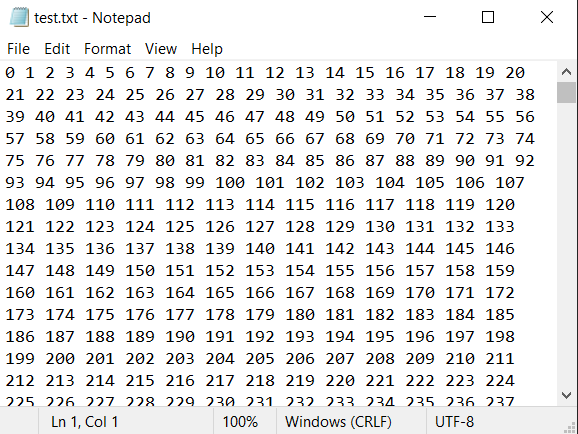 test.txt - Notepad
File Edit Format View Help
0 1 2 3 4 5 6 7 8 9 10 11 12 13 14 15 16 17 18 19 20
21 22 23 24 25 26 27 28 29 30 31 32 33 34 35 36 37 38
39 40 41 42 43 44 45 46 47 48 49 50 51 52 53 54 55 56
57 58 59 60 61 62 63 64 65 66 67 68 69 70 71 72 73 74
75 76 77 78 79 80 81 82 83 84 85 86 87 88 89 90 91 92
93 94 95 96 97 98 99 100 101 102 103 104 105 106 107
108 109 110 111 112 113 114 115 116 117 118 119 120
121 122 123 124 125 126 127 128 129 130 131 132 133
134 135 136 137 138 139 140 141 142 143 144 145 146
147 148 149 150 151 152 153 154 155 156 157 158 159
160 161 162 163 164 165 166 167 168 169 170 171 172
173 174 175 176 177 178 179 180 181 182 183 184 185
186 187 188 189 190 191 192 193 194 195 196 197 198
199 200 201 202 203 204 205 206 207 208 209 210 211
212 213 214 215 216 217 218 219 220 221 222 223 224
225 226 227 228 229 230 231 232 233 234 235 236 237
Ln 1, Col 1 100% Windows (CRLF) UTF-8